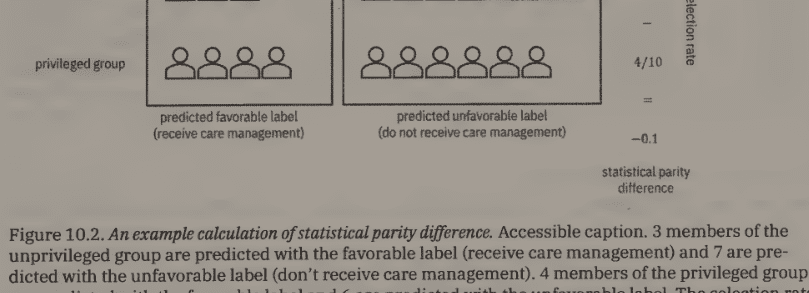 selection rate
–
privileged group
4/10
=
predicted favorable label
(receive care management)
predicted unfavorable label
(do not receive care management)
–0.1
statistical parity
difference
Figure 10.2. An example calculation of statistical parity difference. Accessible caption. 3 members of the
unprivileged group are predicted with the favorable label (receive care management) and 7 are pre-
dicted with the unfavorable label (don't receive care management). 4 members of the privileged group